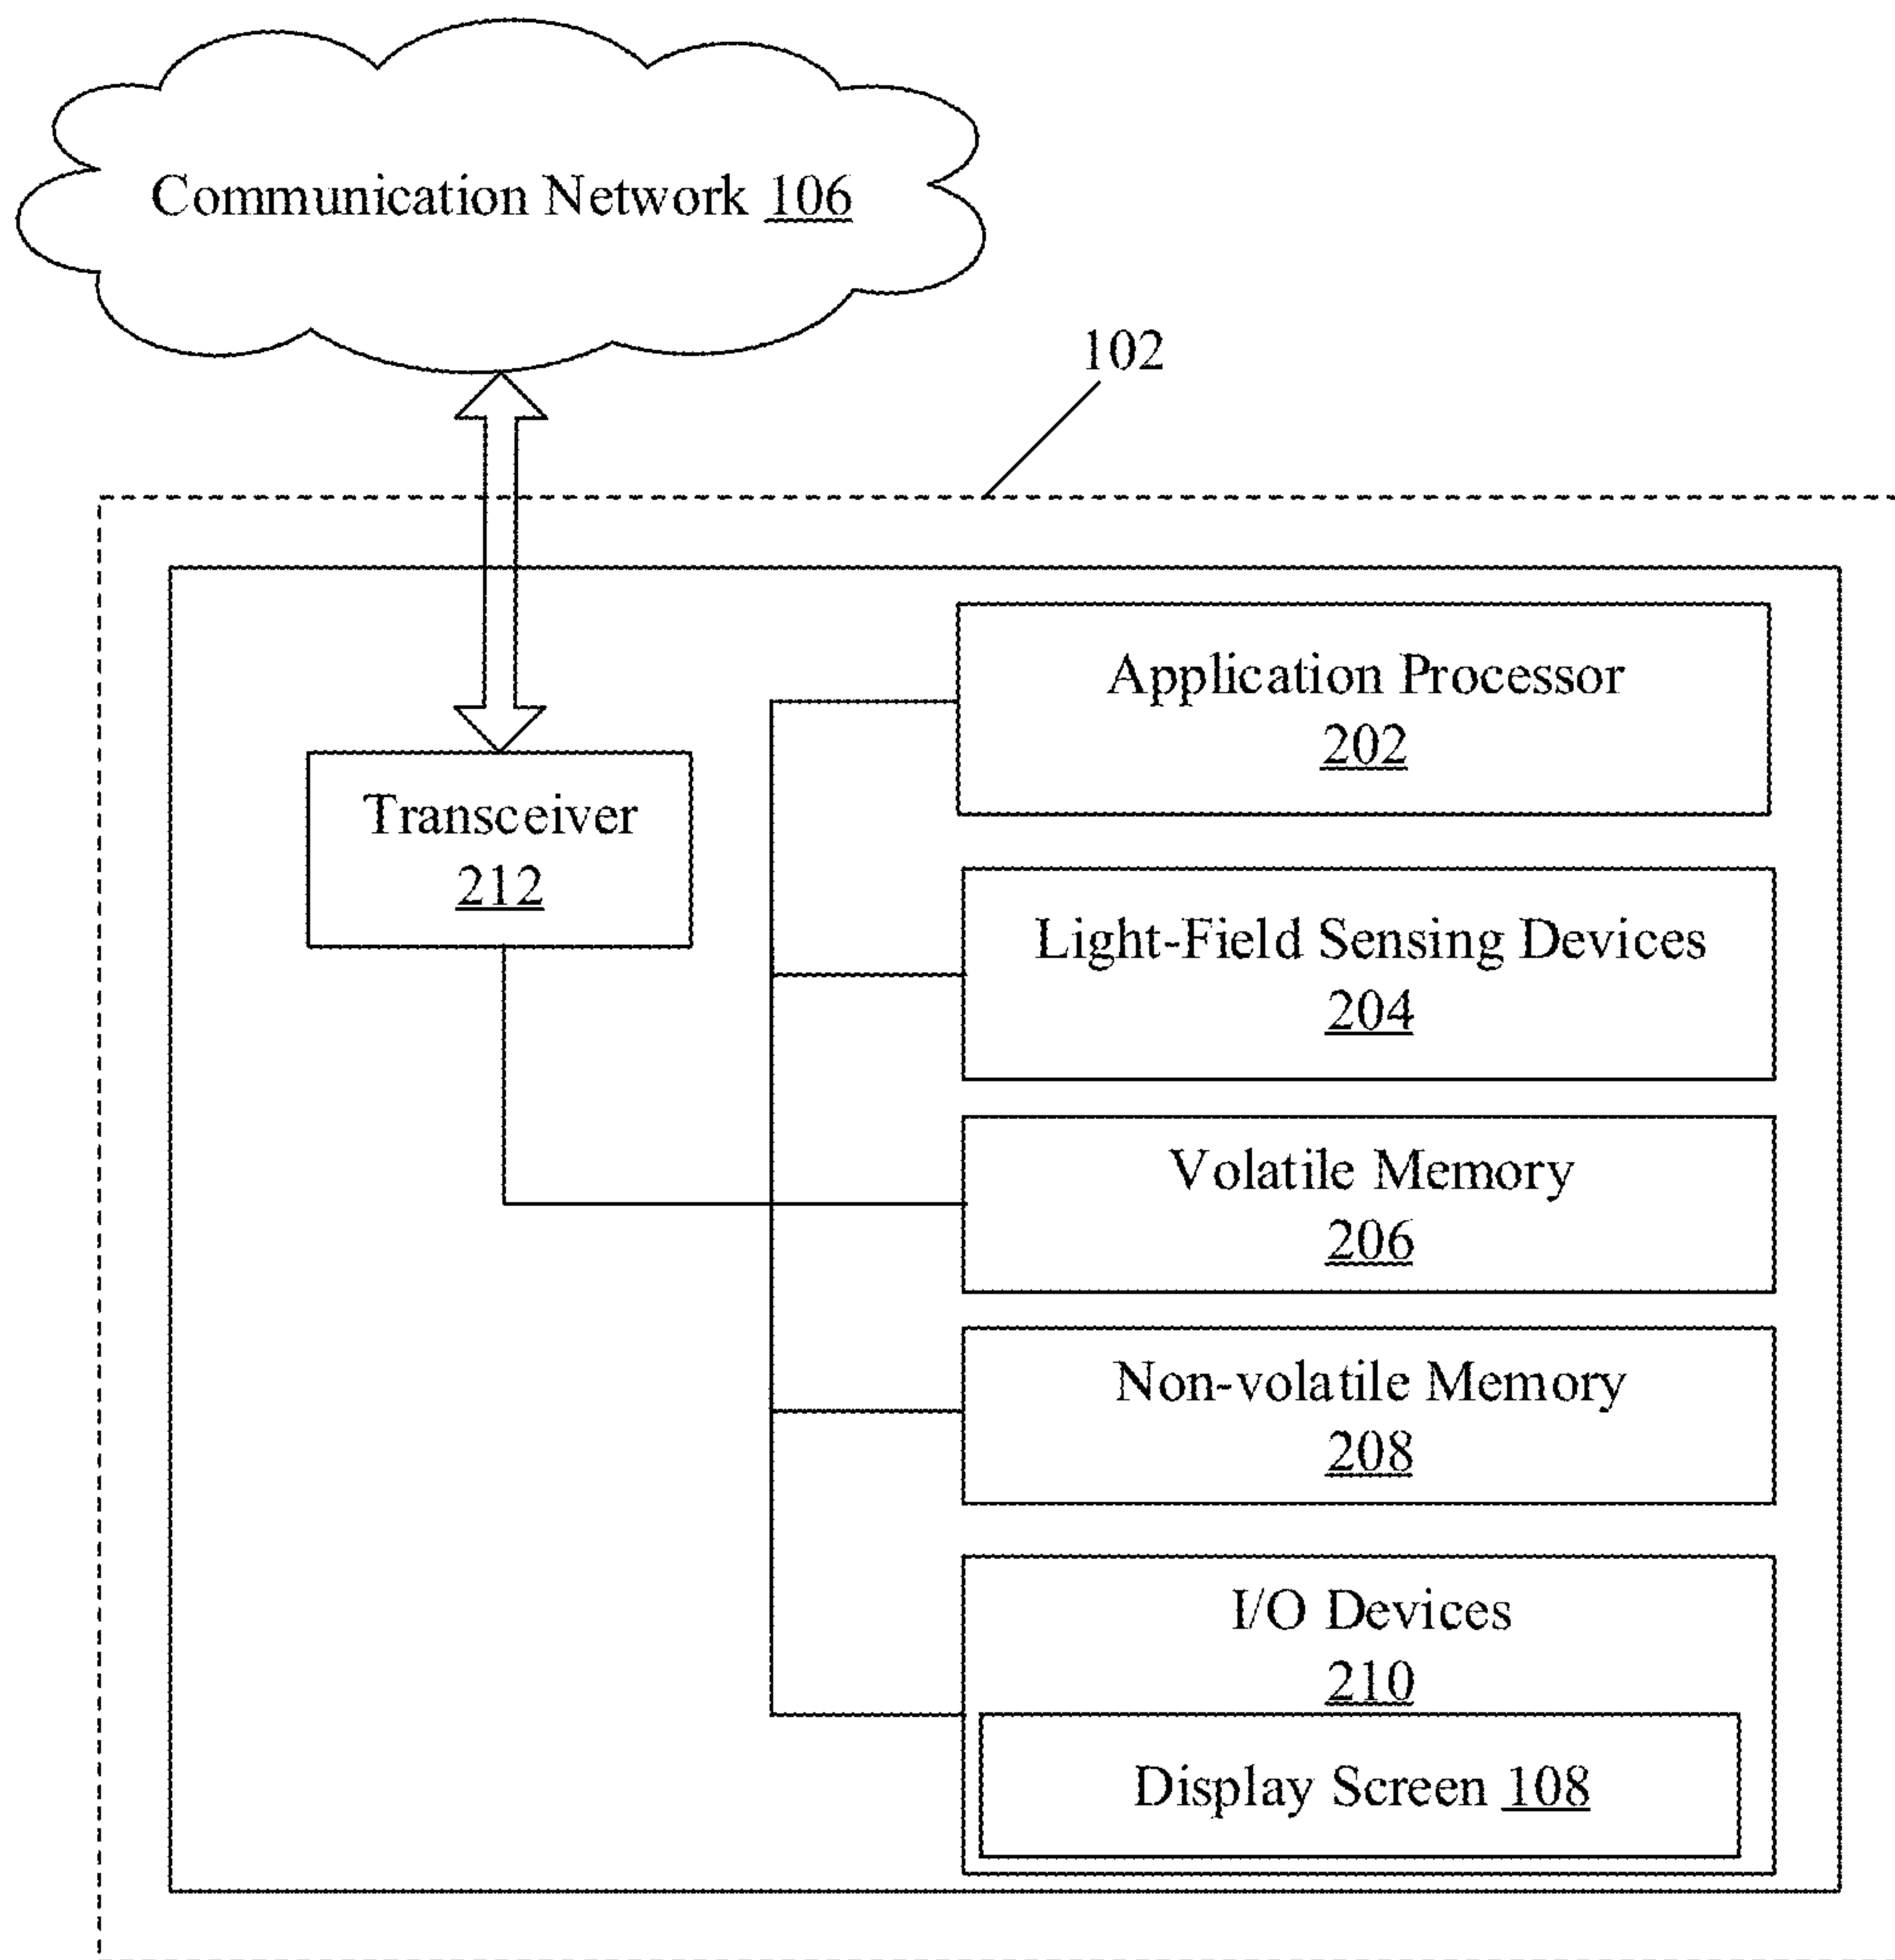 Communication Network 106
102
Application Processor
202
Transceiver
212
Light-Field Sensing Devices
204
Volatile Memory
206
Non-volatile Memory
208
I/O Devices
210
Display Screen 108